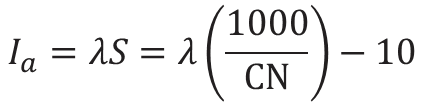 I_a = λS = λ(1000/CN) − 10